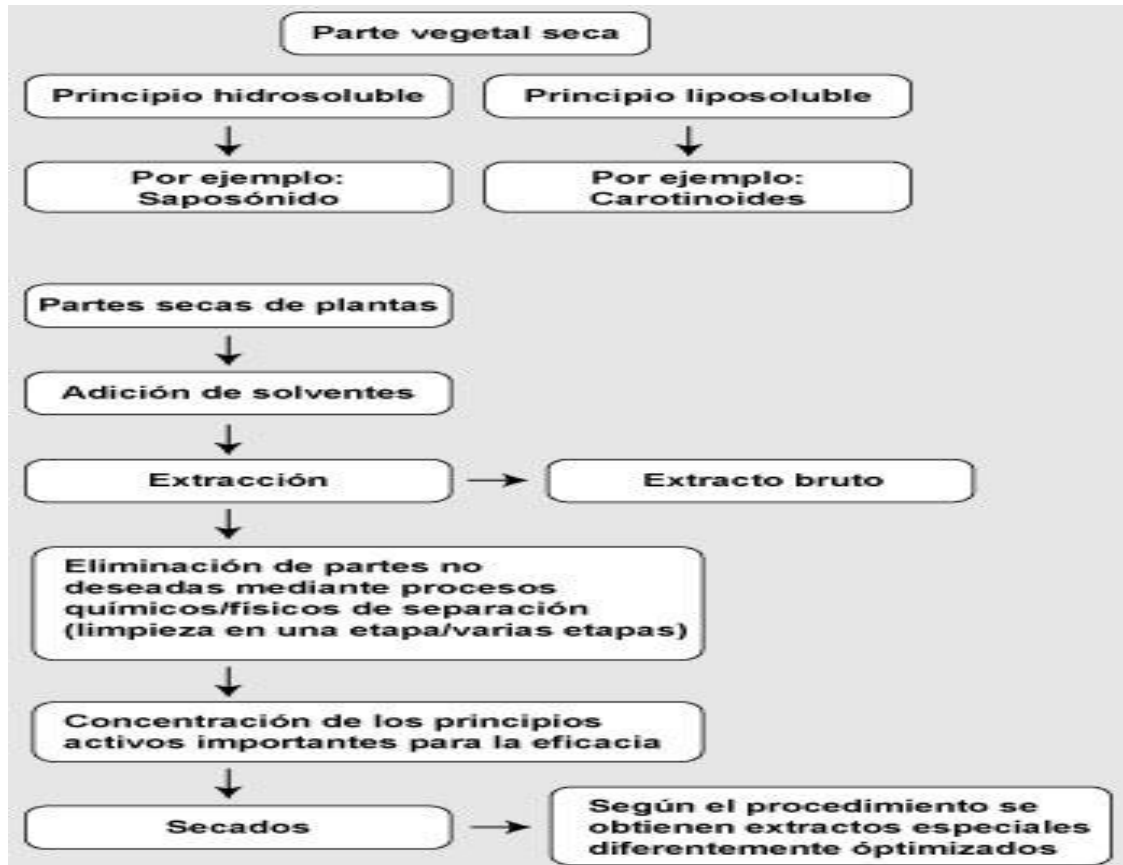 Parte vegetal seca
Principio hidrosoluble
Principio liposoluble
Por ejemplo:
Saposónido
Por ejemplo:
Carotinoides
Partes secas de plantas
Adición de solventes
Extracción
Extracto bruto
Eliminación de partes no
deseadas mediante procesos
químicos/físicos de separación
(limpieza en una etapa/varias etapas)
Concentración de los principios
activos importantes para la eficacia
Secados
Según el procedimiento se
obtienen extractos especiales
diferentemente óptimizados